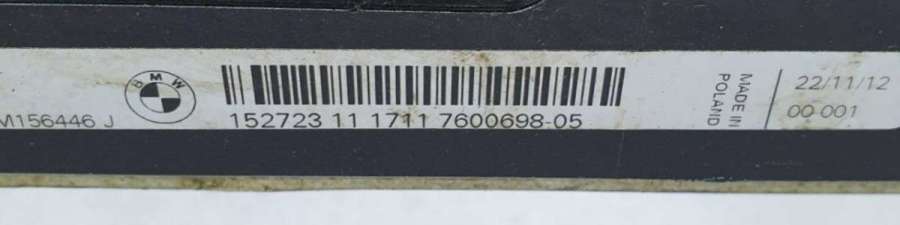 BMW
M156446 J
152723 11 1711 7600698-05
MADE IN
POLAND
22/11/12
00 001